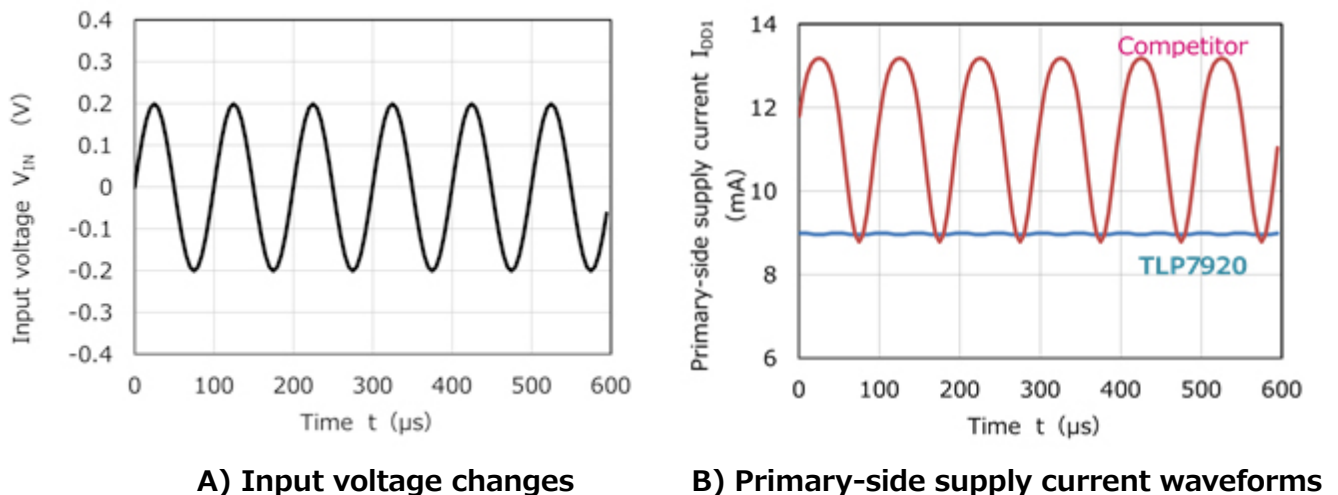 Input voltage V_IN (V)
0.4
0.3
0.2
0.1
0
-0.1
-0.2
-0.3
-0.4
0 100 200 300 400 500 600
Time t (μs)
A) Input voltage changes
Primary-side supply current I_DD1
(mA)
14
12
10
8
6
Competitor
TLP7920
0 100 200 300 400 500 600
Time t (μs)
B) Primary-side supply current waveforms